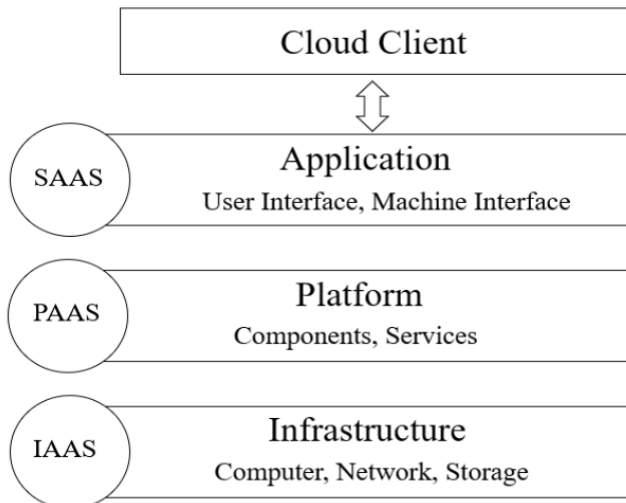 Cloud Client
Application
SAAS
User Interface, Machine Interface
Platform
PAAS
Components, Services
Infrastructure
IAAS
Computer, Network, Storage